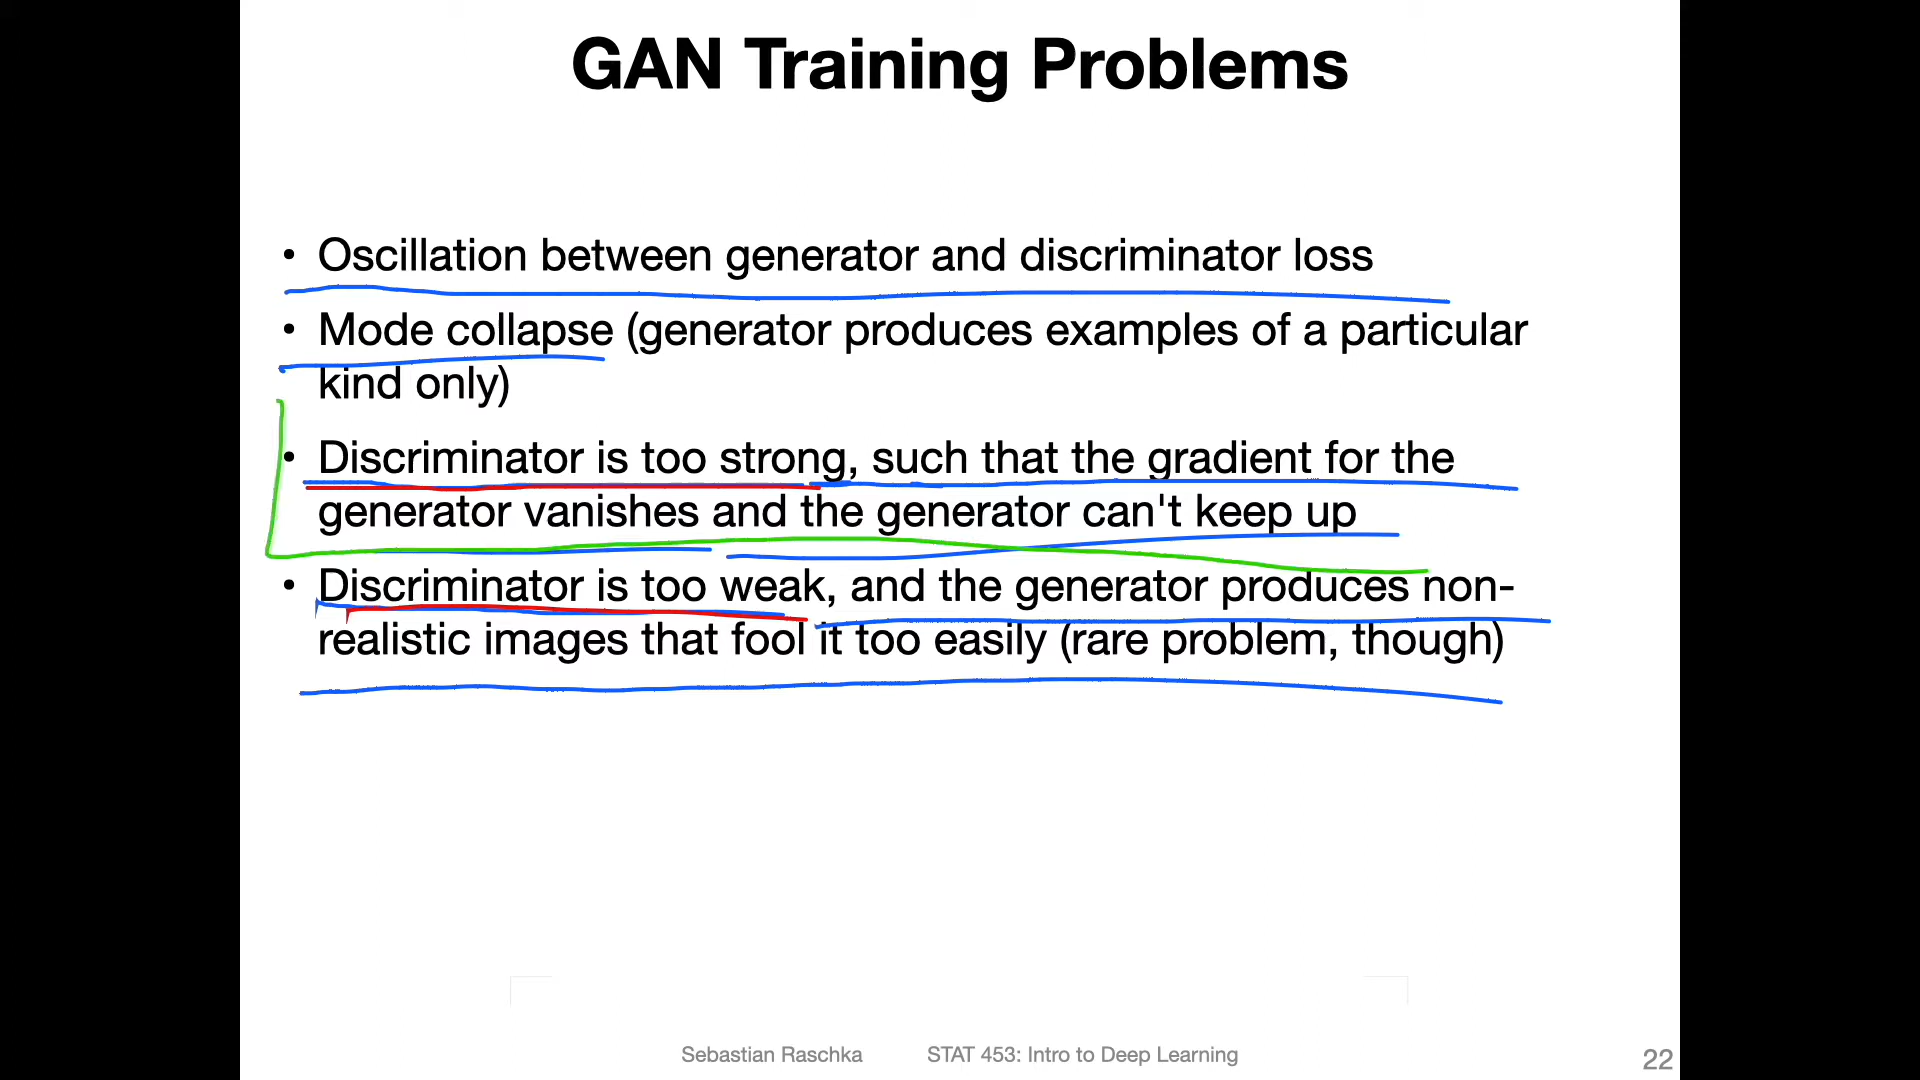 GAN Training Problems
• Oscillation between generator and discriminator loss
• Mode collapse (generator produces examples of a particular
kind only)
• Discriminator is too strong, such that the gradient for the
generator vanishes and the generator can't keep up
• Discriminator is too weak, and the generator produces non-
realistic images that fool it too easily (rare problem, though)
Sebastian Raschka STAT 453: Intro to Deep Learning 22